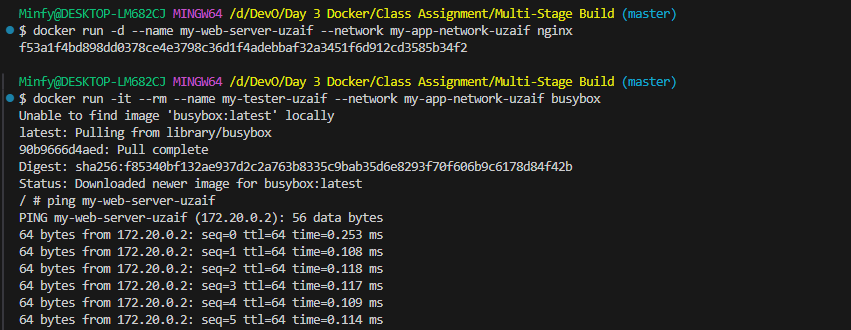 Minfy@DESKTOP-LM682CJ MINGW64 /d/DevO/Day 3 Docker/Class Assignment/Multi-Stage Build (master)
$ docker run -d --name my-web-server-uzaif --network my-app-network-uzaif nginx
f53a1f4bd898dd0378ce4e3798c36d1f4adebbaf32a3451f6d912cd3585b34f2
Minfy@DESKTOP-LM682CJ MINGW64 /d/DevO/Day 3 Docker/Class Assignment/Multi-Stage Build (master)
$ docker run -it --rm --name my-tester-uzaif --network my-app-network-uzaif busybox
Unable to find image 'busybox:latest' locally
latest: Pulling from library/busybox
90b9666d4aed: Pull complete
Digest: sha256:f85340bf132ae937d2c2a763b8335c9bab35d6e8293f70f606b9c6178d84f42b
Status: Downloaded newer image for busybox:latest
/ # ping my-web-server-uzaif
PING my-web-server-uzaif (172.20.0.2): 56 data bytes
64 bytes from 172.20.0.2: seq=0 ttl=64 time=0.253 ms
64 bytes from 172.20.0.2: seq=1 ttl=64 time=0.108 ms
64 bytes from 172.20.0.2: seq=2 ttl=64 time=0.118 ms
64 bytes from 172.20.0.2: seq=3 ttl=64 time=0.117 ms
64 bytes from 172.20.0.2: seq=4 ttl=64 time=0.109 ms
64 bytes from 172.20.0.2: seq=5 ttl=64 time=0.114 ms